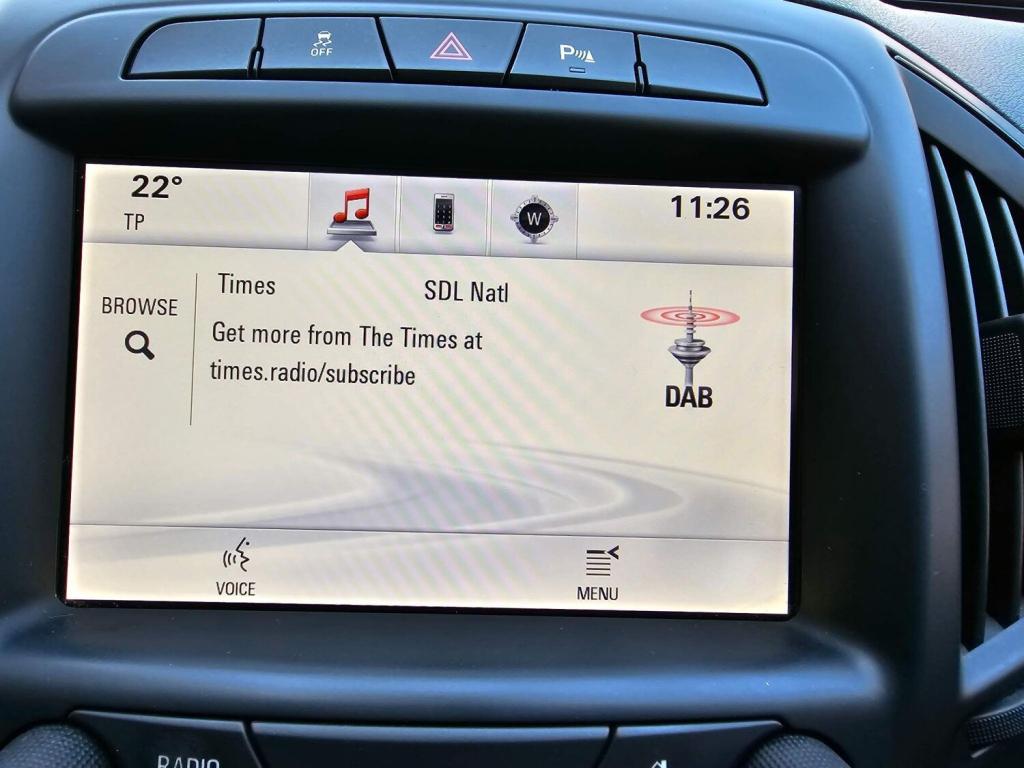 OFF
P
22°
TP
W
11:26
BROWSE
Times
SDL Natl
Get more from The Times at
times.radio/subscribe
DAB
VOICE
MENU
RADIO